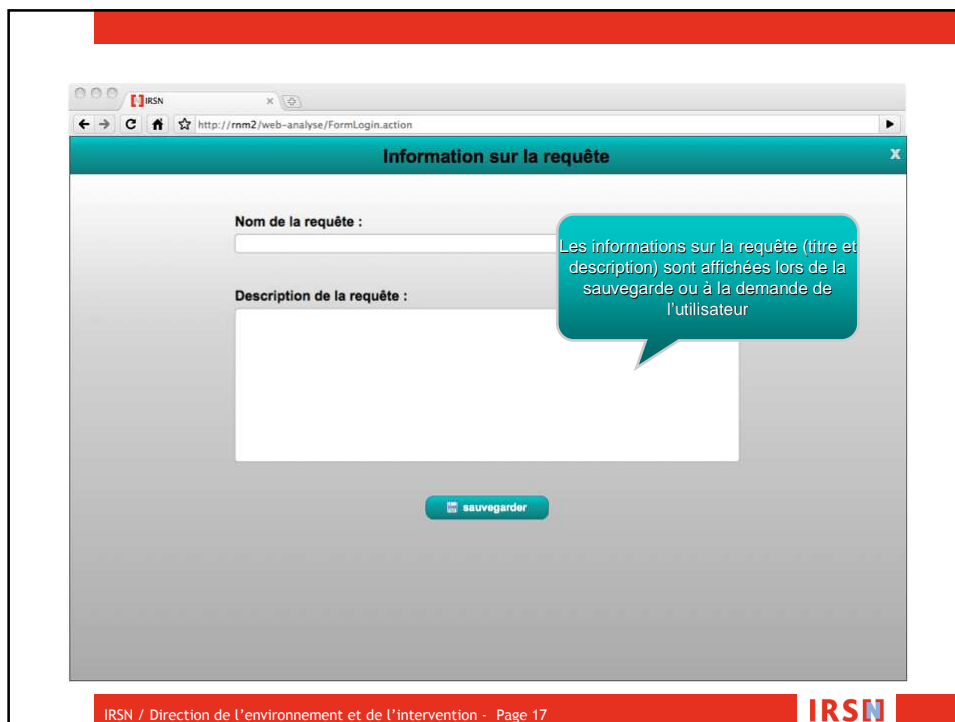 IRSN
http://rnm2/web-analyse/FormLogin.action
Information sur la requête
X
Nom de la requête :
Les informations sur la requête (titre et
description) sont affichées lors de la
sauvegarde ou à la demande de
l'utilisateur
Description de la requête :
sauvegarder
IRSN / Direction de l'environnement et de l'intervention - Page 17
IRSN